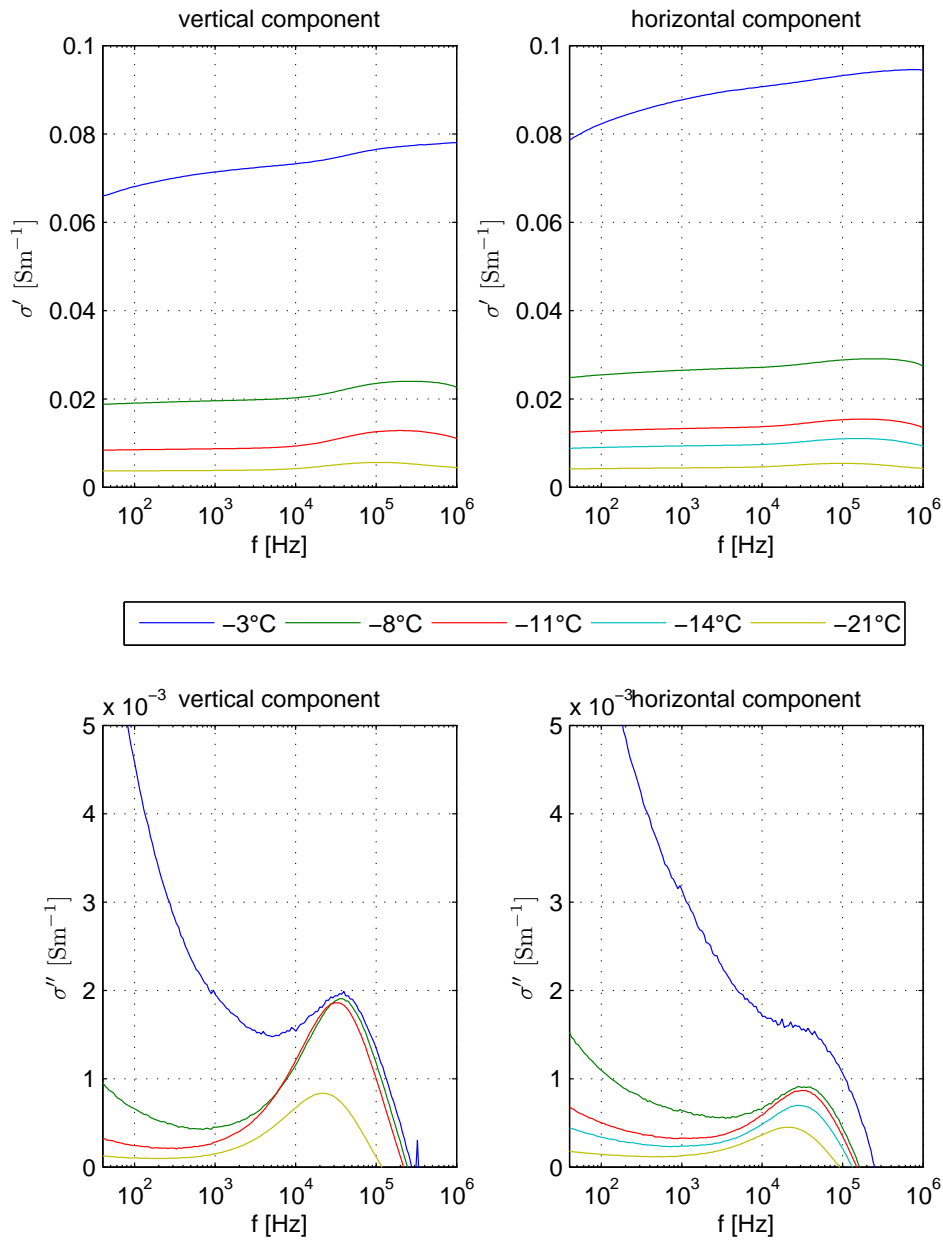 vertical component
horizontal component
0.1
0.08
0.06
0.04
0.02
0
σ′ [Sm⁻¹]
10² 10³ 10⁴ 10⁵ 10⁶
f [Hz]
0.1
0.08
0.06
0.04
0.02
0
σ′ [Sm⁻¹]
10² 10³ 10⁴ 10⁵ 10⁶
f [Hz]
−3°C −8°C −11°C −14°C −21°C
x 10⁻³ vertical component
x 10⁻³ horizontal component
5
4
3
2
1
0
σ″ [Sm⁻¹]
10² 10³ 10⁴ 10⁵ 10⁶
f [Hz]
5
4
3
2
1
0
σ″ [Sm⁻¹]
10² 10³ 10⁴ 10⁵ 10⁶
f [Hz]